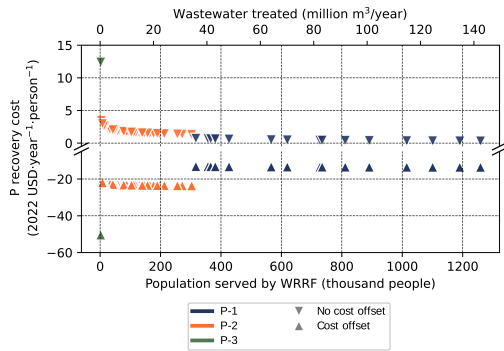 Wastewater treated (million m³/year)
0 20 40 60 80 100 120 140
15
10
5
0
−20
−40
−60
P recovery cost
(2022 USD·year⁻¹·person⁻¹)
0 200 400 600 800 1000 1200
Population served by WRRF (thousand people)
P-1 No cost offset
P-2 Cost offset
P-3